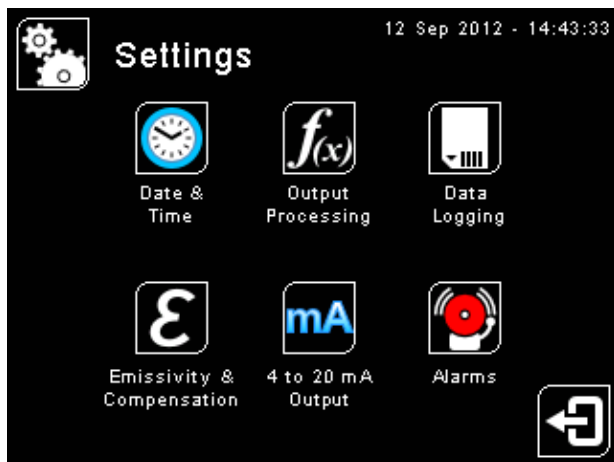 Settings
12 Sep 2012 - 14:43:33
f(x)
Date &
Time
Output
Processing
Data
Logging
ε
mA
Emissivity &
Compensation
4 to 20 mA
Output
Alarms